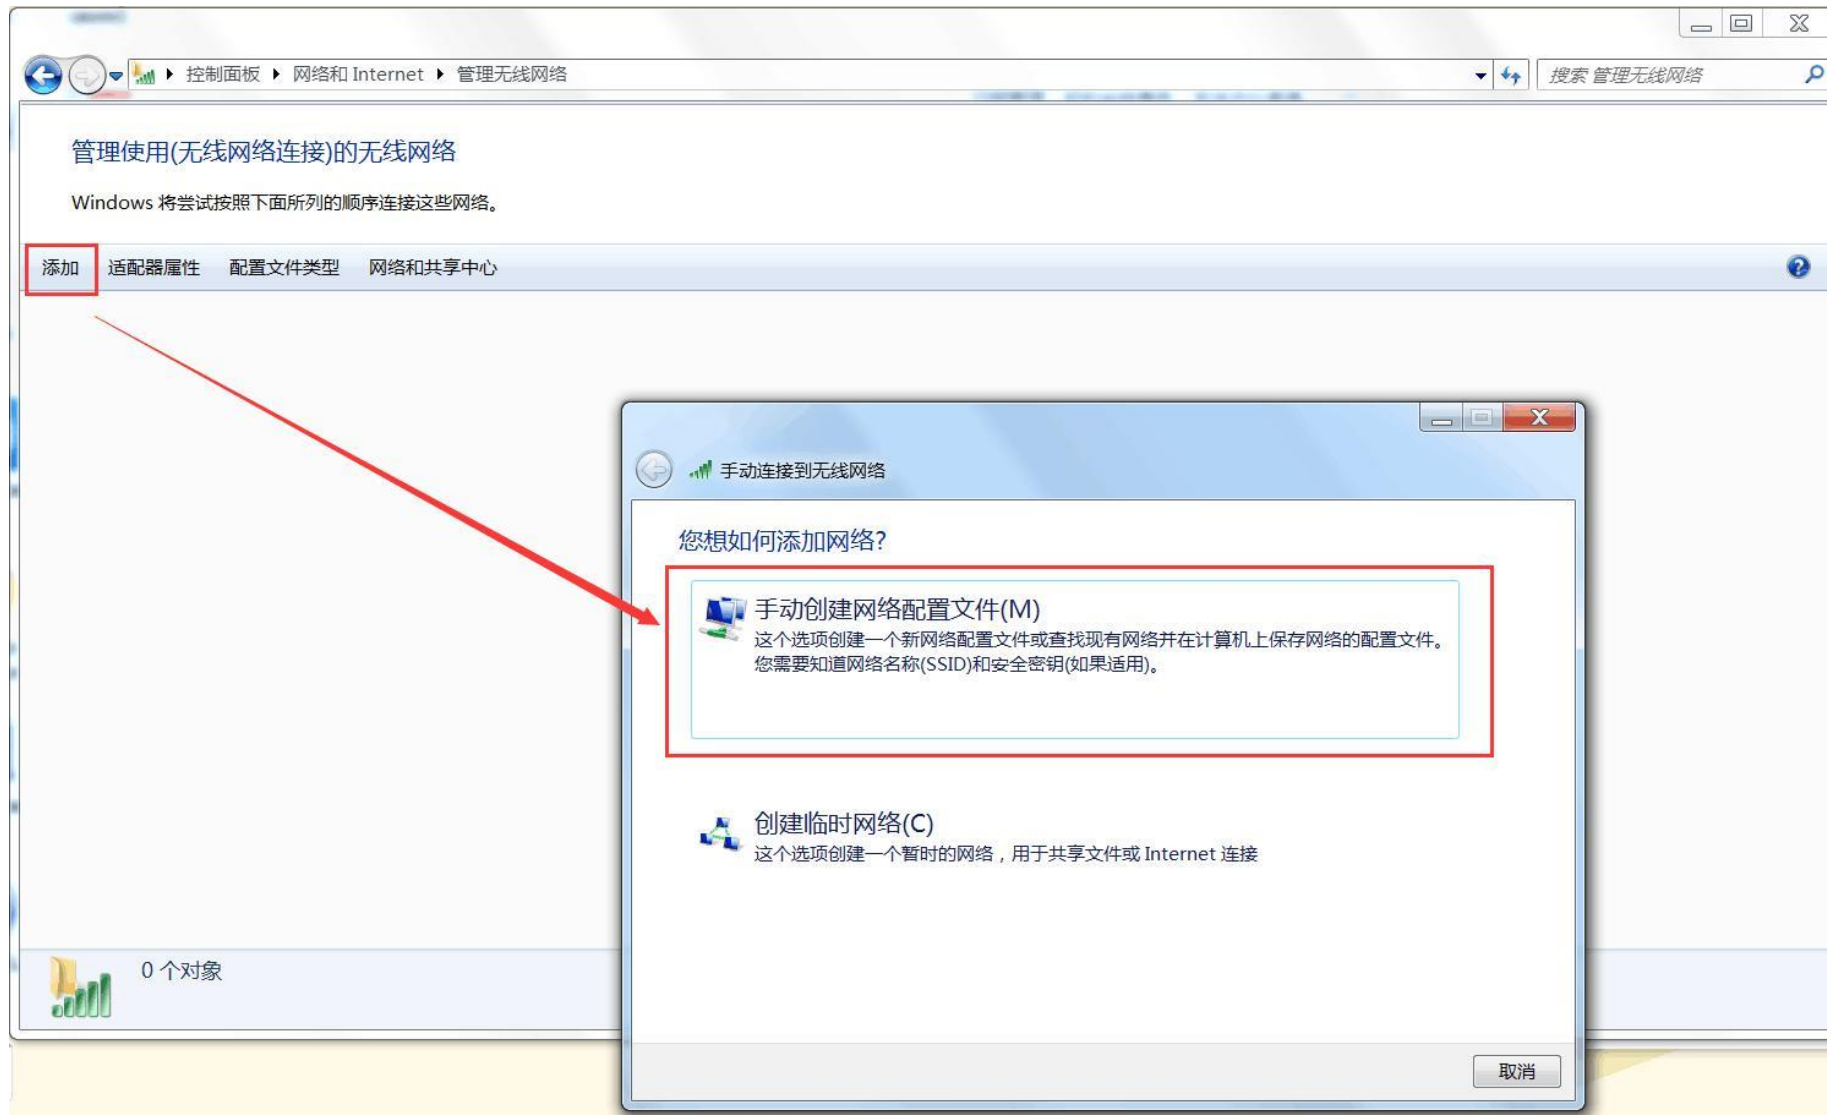 控制面板 网络和 Internet 管理无线网络
搜索 管理无线网络
管理使用(无线网络连接)的无线网络
Windows 将尝试按照下面所列的顺序连接这些网络。
添加 适配器属性 配置文件类型 网络和共享中心
手动连接到无线网络
您想如何添加网络?
手动创建网络配置文件(M)
这个选项创建一个新网络配置文件或查找现有网络并在计算机上保存网络的配置文件。
您需要知道网络名称(SSID)和安全密钥(如果适用)。
创建临时网络(C)
这个选项创建一个暂时的网络，用于共享文件或 Internet 连接
0 个对象
取消